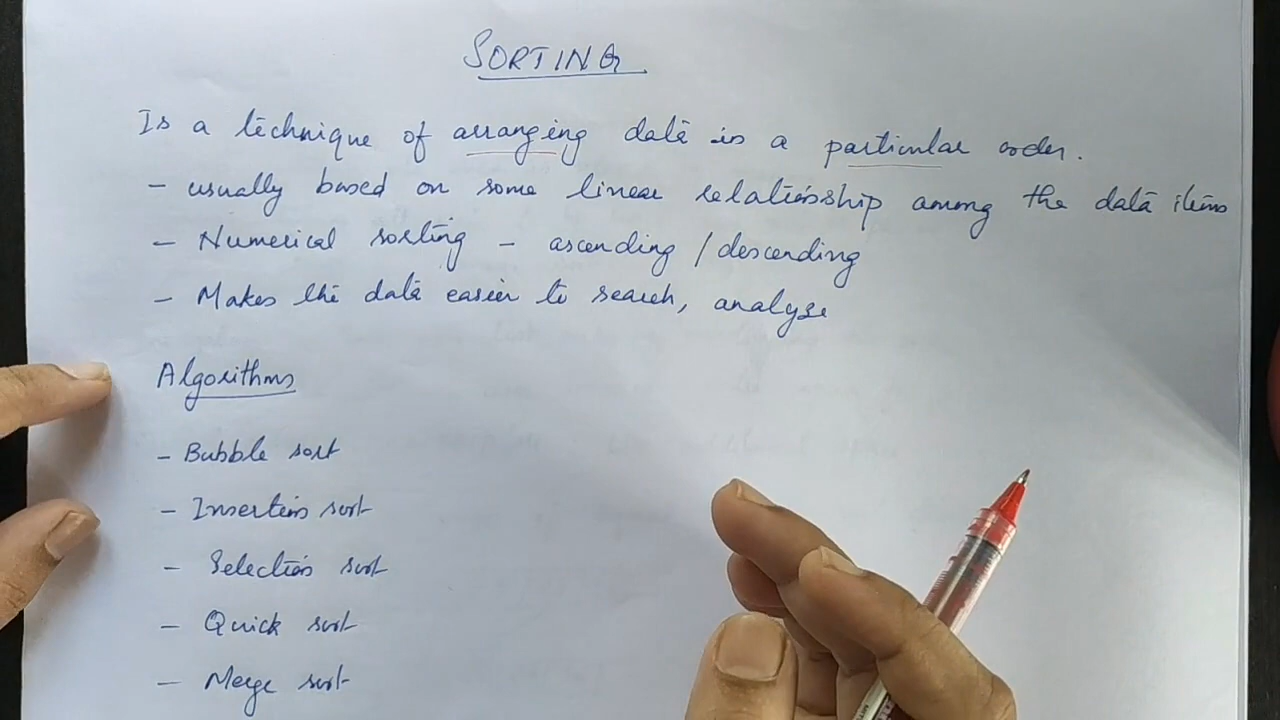 SORTING
Is a technique of arranging data in a particular order.
- usually based on some linear relationship among the data items
- Numerical sorting - ascending / descending
- Makes the data easier to search, analyze
Algorithms
- Bubble sort
- Insertion sort
- Selection sort
- Quick sort
- Merge sort